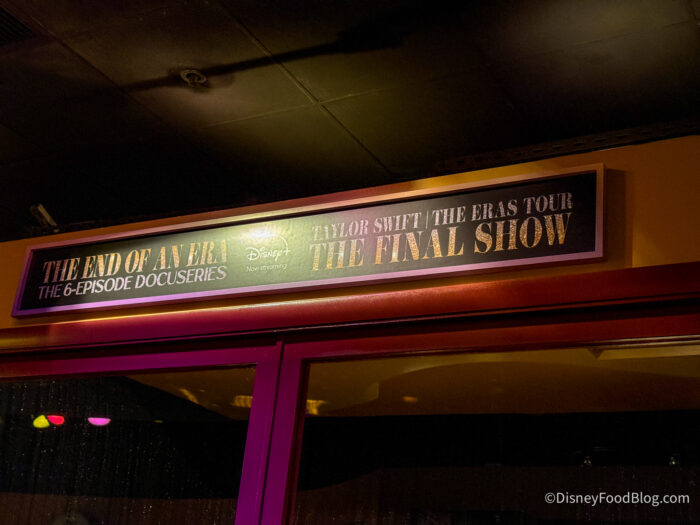 THE END OF AN ERA
THE 6-EPISODE DOCUSERIES
Disney+
Now streaming
TAYLOR SWIFT | THE ERAS TOUR
THE FINAL SHOW
©DisneyFoodBlog.com